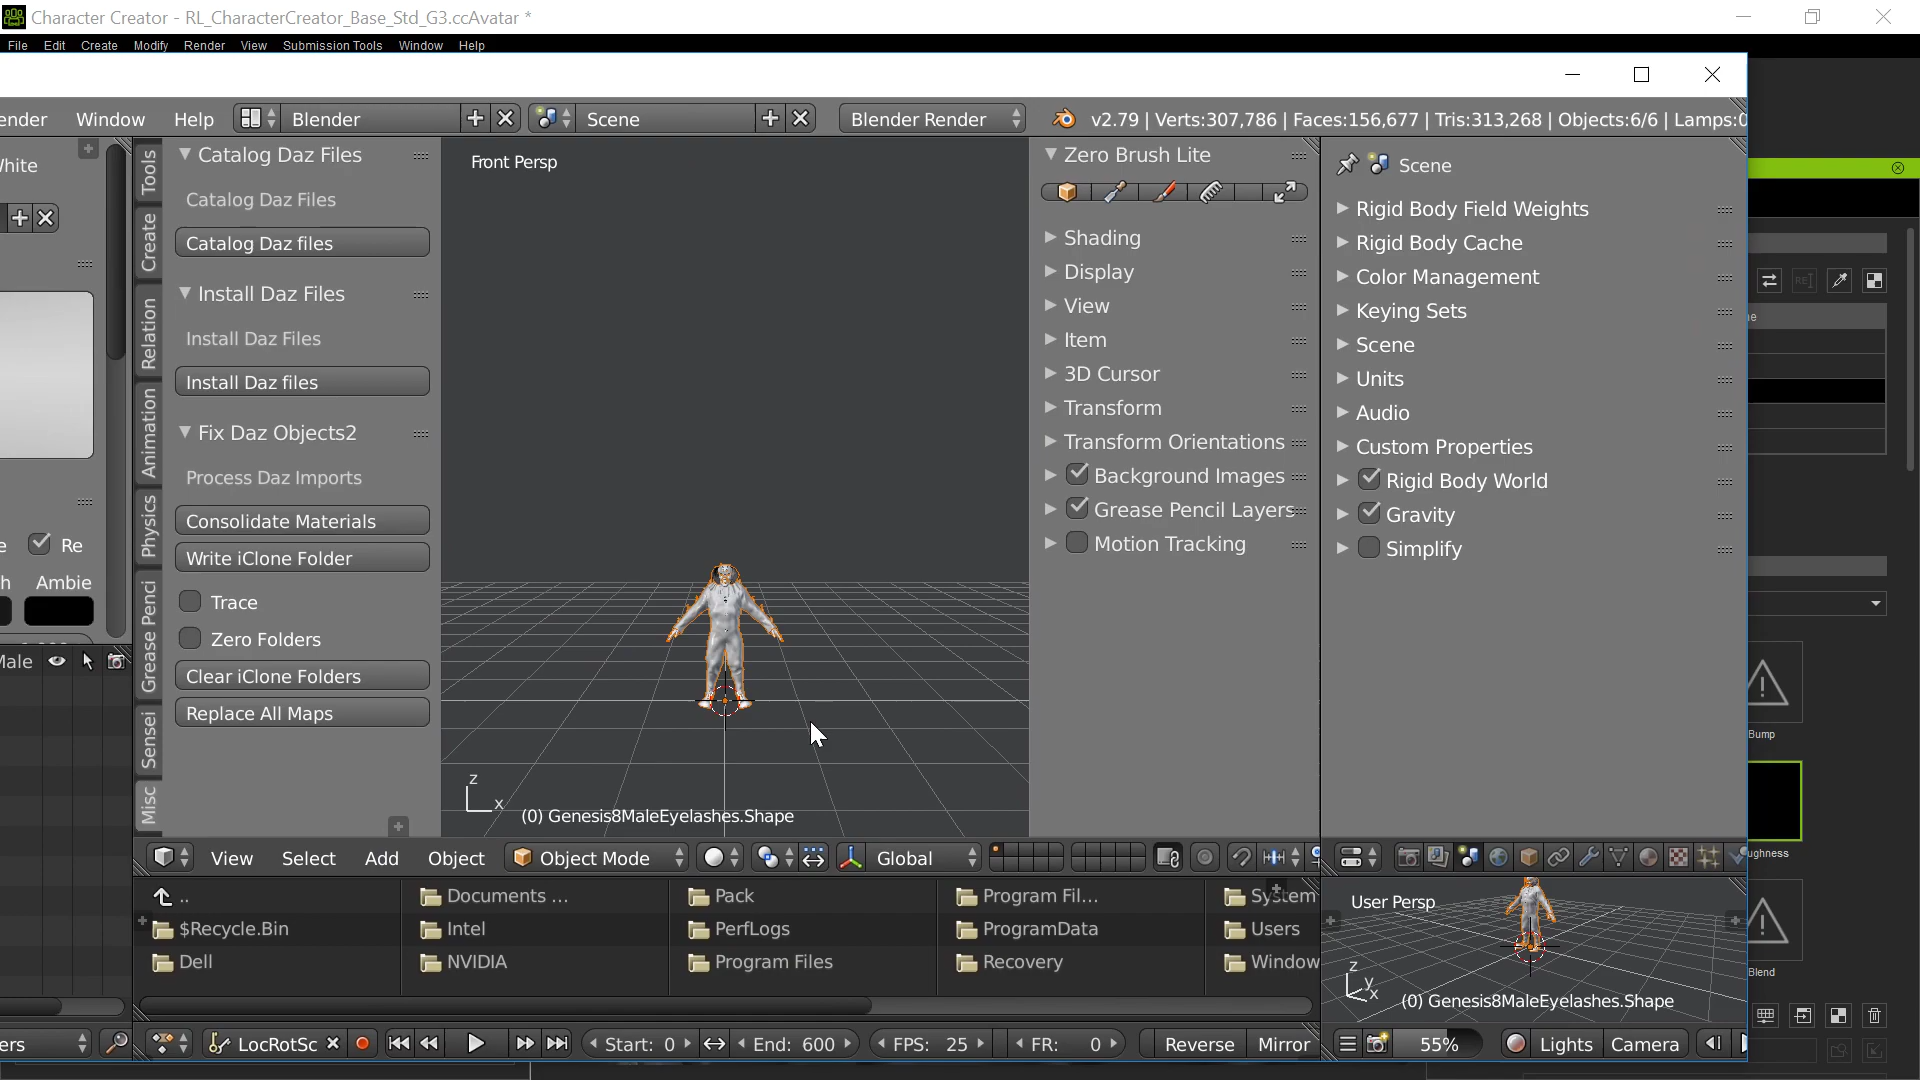 Character Creator - RL_CharacterCreator_Base_Std_G3.ccAvatar *
File Edit Create Modify Render View Submission Tools Window Help
Window Help Blender Scene Blender Render v2.79 | Verts:307,786 | Faces:156,677 | Tris:313,268 | Objects:6/6 | Lamps:0
Tools
Create
Relation
Animation
Physics
Grease Penci
Sensei
Misc
Catalog Daz Files
Catalog Daz Files
Catalog Daz files
Install Daz Files
Install Daz Files
Install Daz files
Fix Daz Objects2
Process Daz Imports
Consolidate Materials
Write iClone Folder
Trace
Zero Folders
Clear iClone Folders
Replace All Maps
Re
Ambie
Front Persp
z
x
(0) Genesis8MaleEyelashes.Shape
Zero Brush Lite
Shading
Display
View
Item
3D Cursor
Transform
Transform Orientations
Background Images
Grease Pencil Layers
Motion Tracking
Scene
Rigid Body Field Weights
Rigid Body Cache
Color Management
Keying Sets
Scene
Units
Audio
Custom Properties
Rigid Body World
Gravity
Simplify
Bump
ughness
Blend
View Select Add Object Object Mode Global
.. Documents ... Pack Program Fil... System
$Recycle.Bin Intel PerfLogs ProgramData Users
Dell NVIDIA Program Files Recovery Window
User Persp
z
y
x
(0) Genesis8MaleEyelashes.Shape
LocRotSc Start: 0 End: 600 FPS: 25 FR: 0 Reverse Mirror 55% Lights Camera